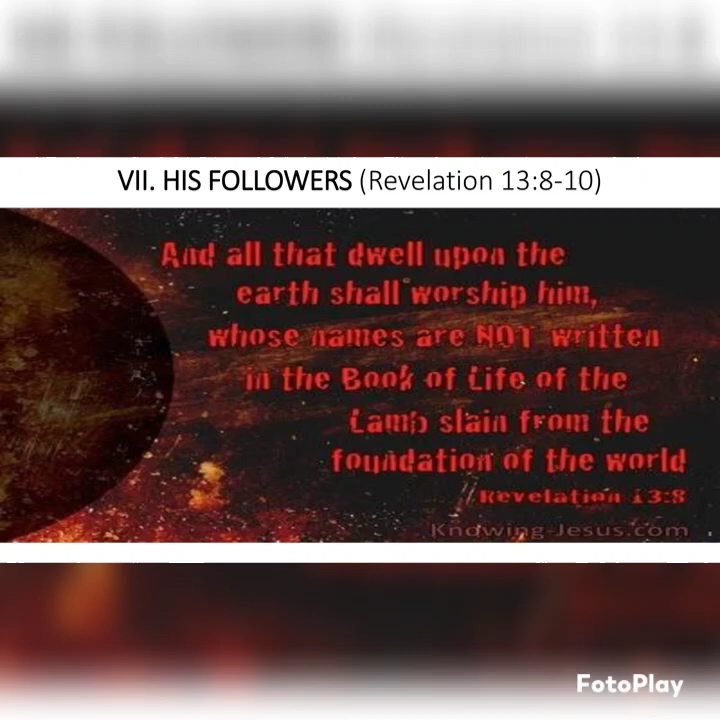 VII. HIS FOLLOWERS (Revelation 13:8-10)
And all that dwell upon the
earth shall worship him,
whose names are NOT written
in the Book of Life of the
Lamb slain from the
foundation of the world
Revelation 13:8
Knowing-Jesus.com
FotoPlay